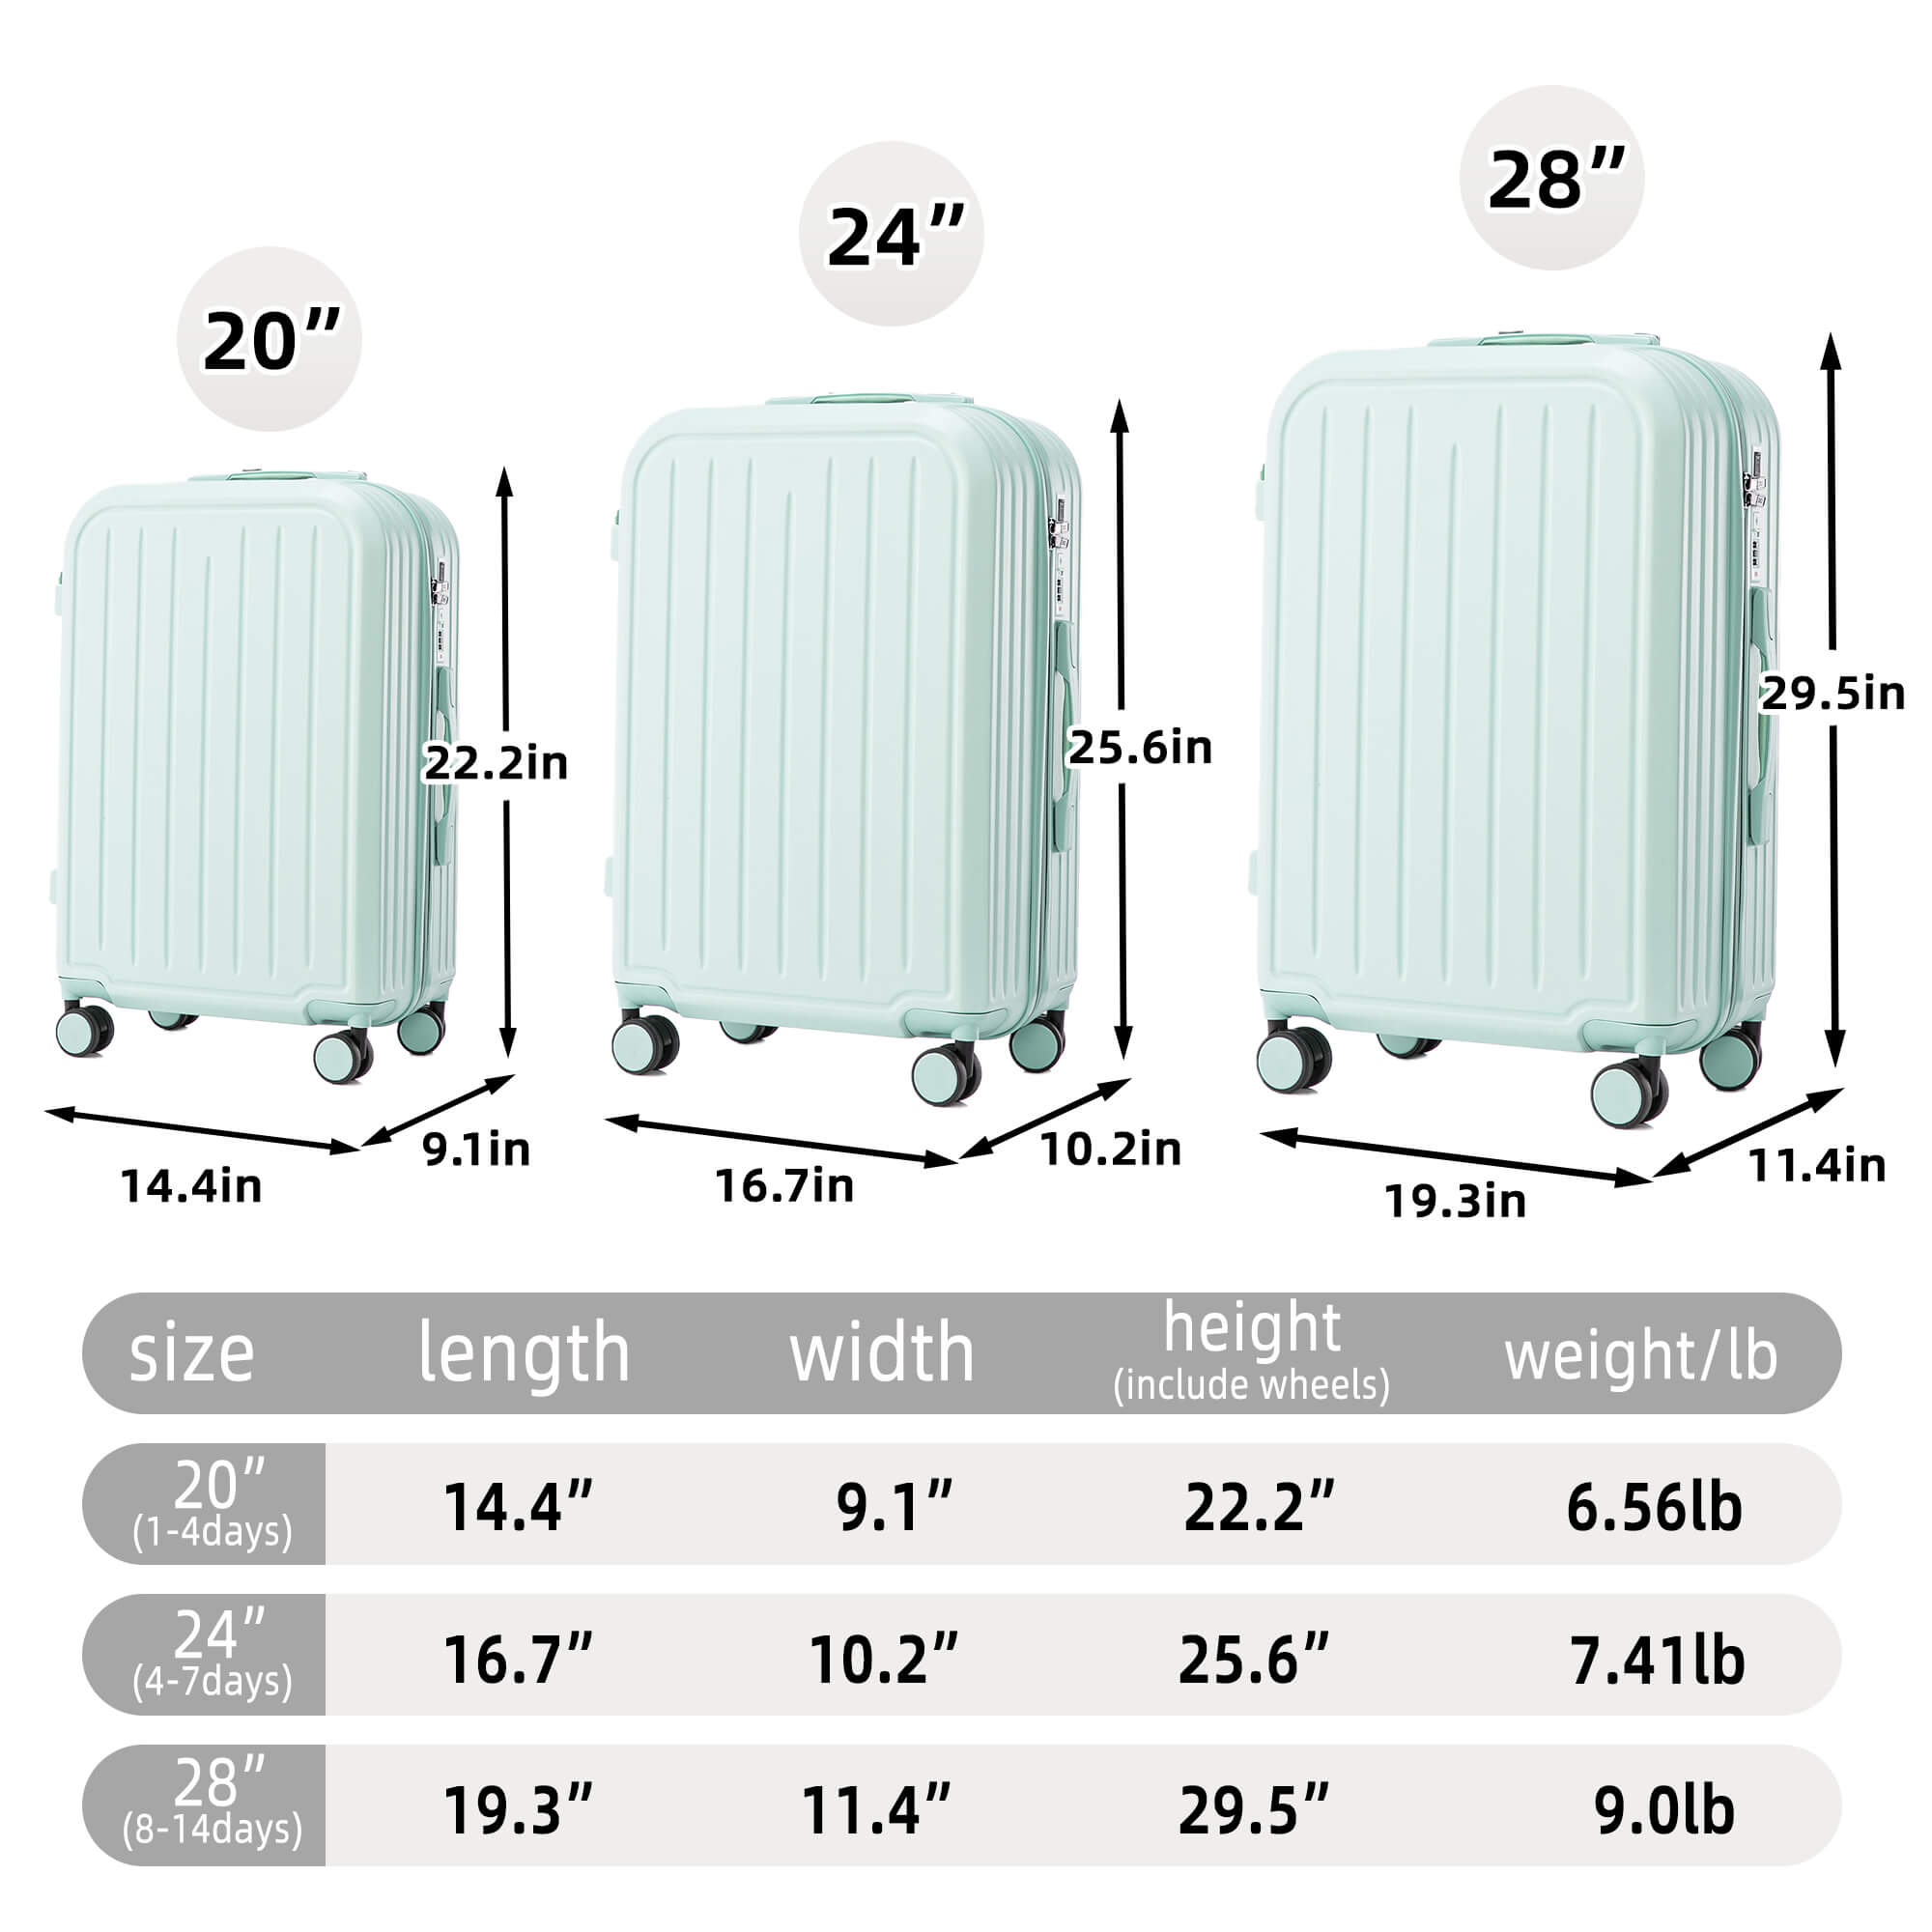 20”
24”
28”
22.2in
25.6in
29.5in
14.4in
9.1in
16.7in
10.2in
19.3in
11.4in
size length width height (include wheels) weight/lb
20” (1-4days) 14.4” 9.1” 22.2” 6.56lb
24” (4-7days) 16.7” 10.2” 25.6” 7.41lb
28” (8-14days) 19.3” 11.4” 29.5” 9.0lb